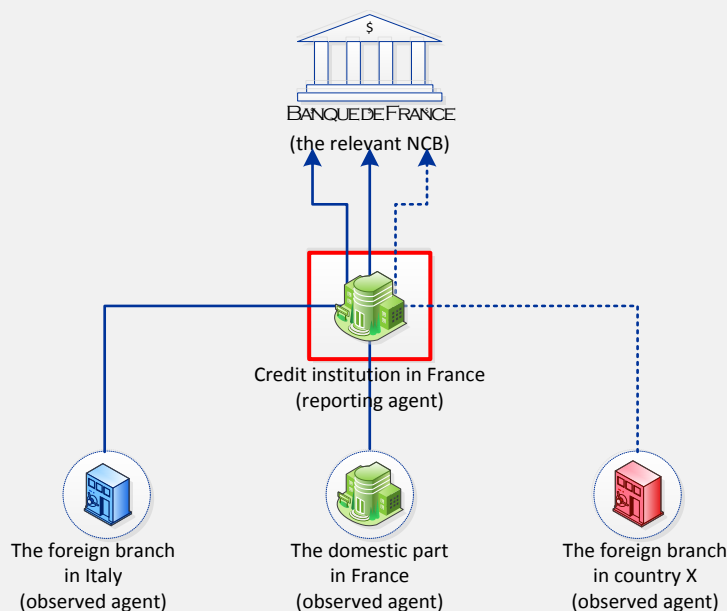 $
BANQUE DE FRANCE
(the relevant NCB)
Credit institution in France
(reporting agent)
The foreign branch
in Italy
(observed agent)
The domestic part
in France
(observed agent)
The foreign branch
in country X
(observed agent)